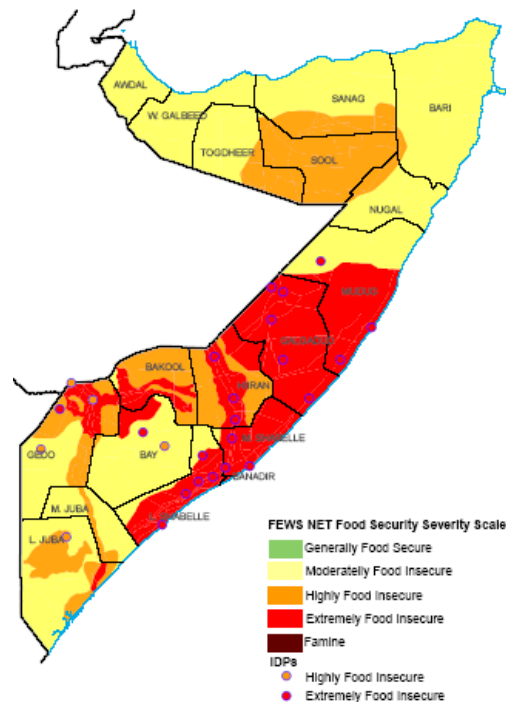 AWDAL
W. GALBEED
TOGDHEER
SANAG
SOOL
BARI
NUGAL
MUDUG
GALGADUD
BAKOOL
HIIRAN
M. SHABELLE
GEDO
BAY
BANADIR
M. JUBA
L. SHABELLE
L. JUBA
FEWS NET Food Security Severity Scale
Generally Food Secure
Moderatelly Food Insecure
Highly Food Insecure
Extremely Food Insecure
Famine
IDPs
Highly Food Insecure
Extremely Food Insecure